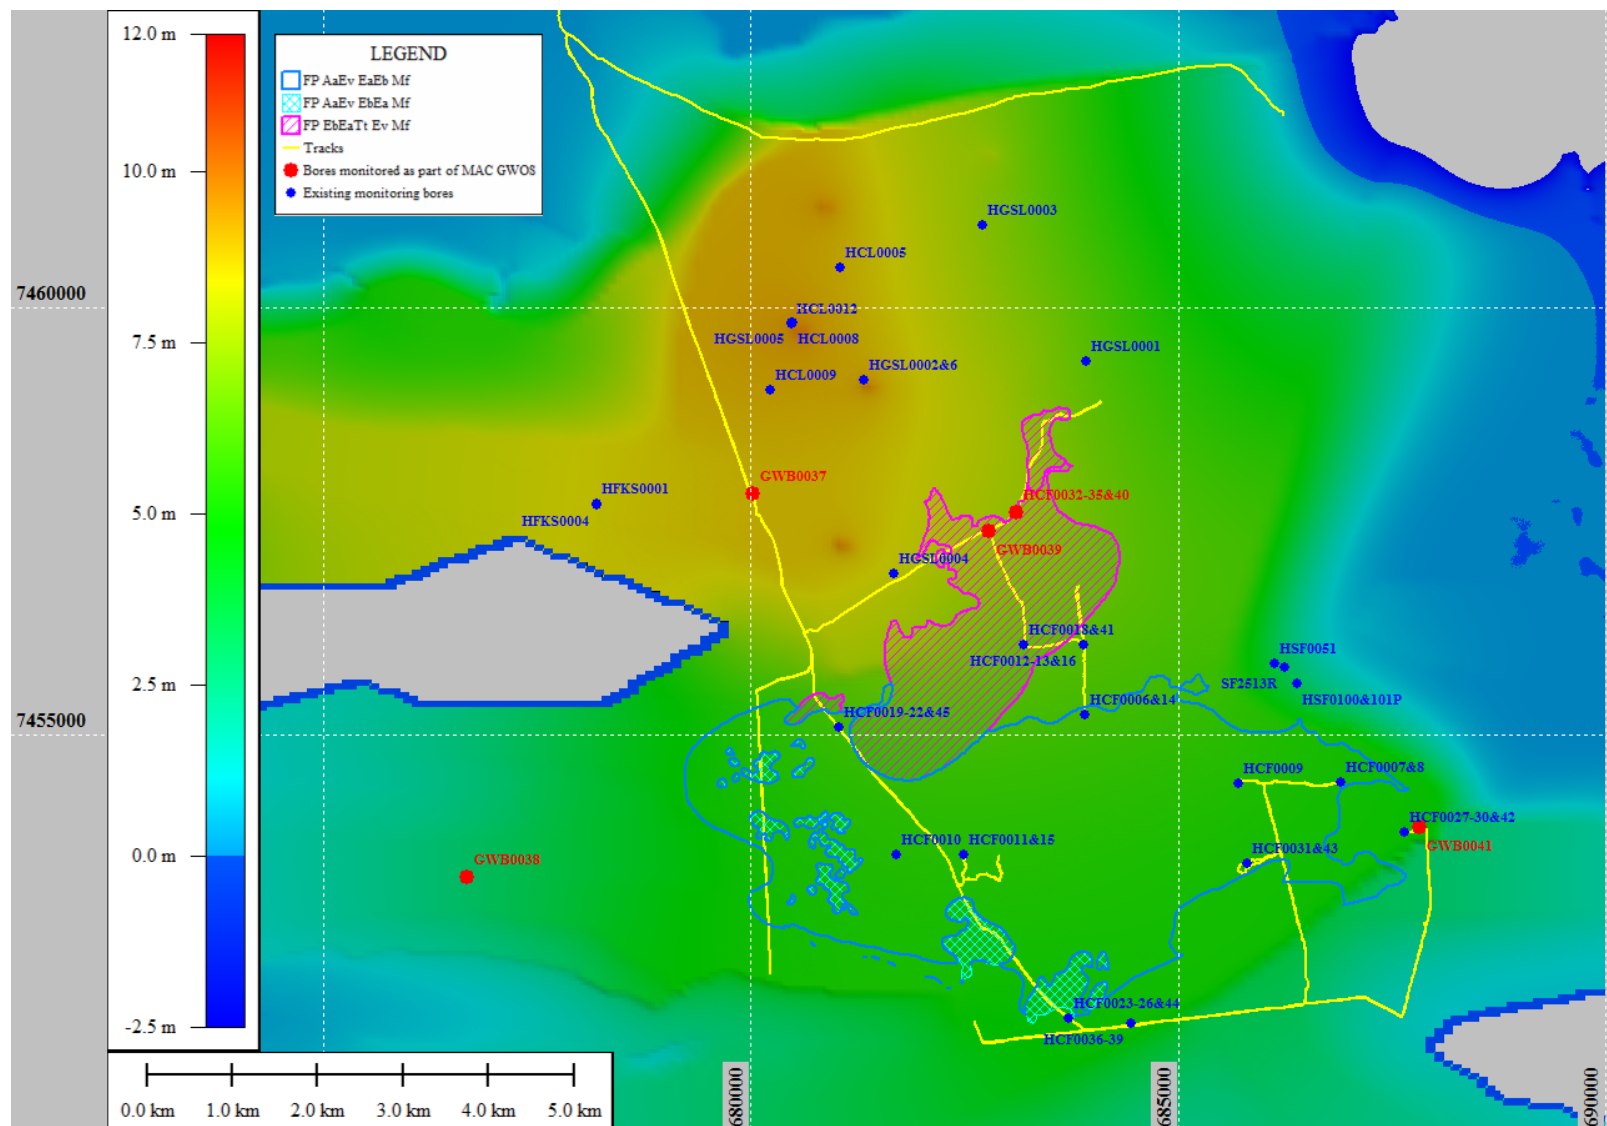 12.0 m
10.0 m
7.5 m
5.0 m
2.5 m
0.0 m
-2.5 m
LEGEND
FP AaEv EaEb Mf
FP AaEv EbEa Mf
FP EbEaTt Ev Mf
Tracks
Bores monitored as part of MAC GWOS
Existing monitoring bores
7460000
7455000
HGSL0003
HCL0005
HCL0012
HGSL0005
HCL0008
HGSL0001
HGSL0002&6
HCL0009
GWB0037
HFKS0001
HFKS0004
HCF0032-35&40
GWB0039
HGSL0004
HCF0018&41
HCF0012-13&16
HSF0051
SF2513R
HSF0100&101P
HCF0006&14
HCF0019-22&45
HCF0009
HCF0007&8
HCF0027-30&42
GWB0041
HCF0010
HCF0011&15
HCF0031&43
GWB0038
HCF0023-26&44
HCF0036-39
0.0 km
1.0 km
2.0 km
3.0 km
4.0 km
5.0 km
680000
685000
690000